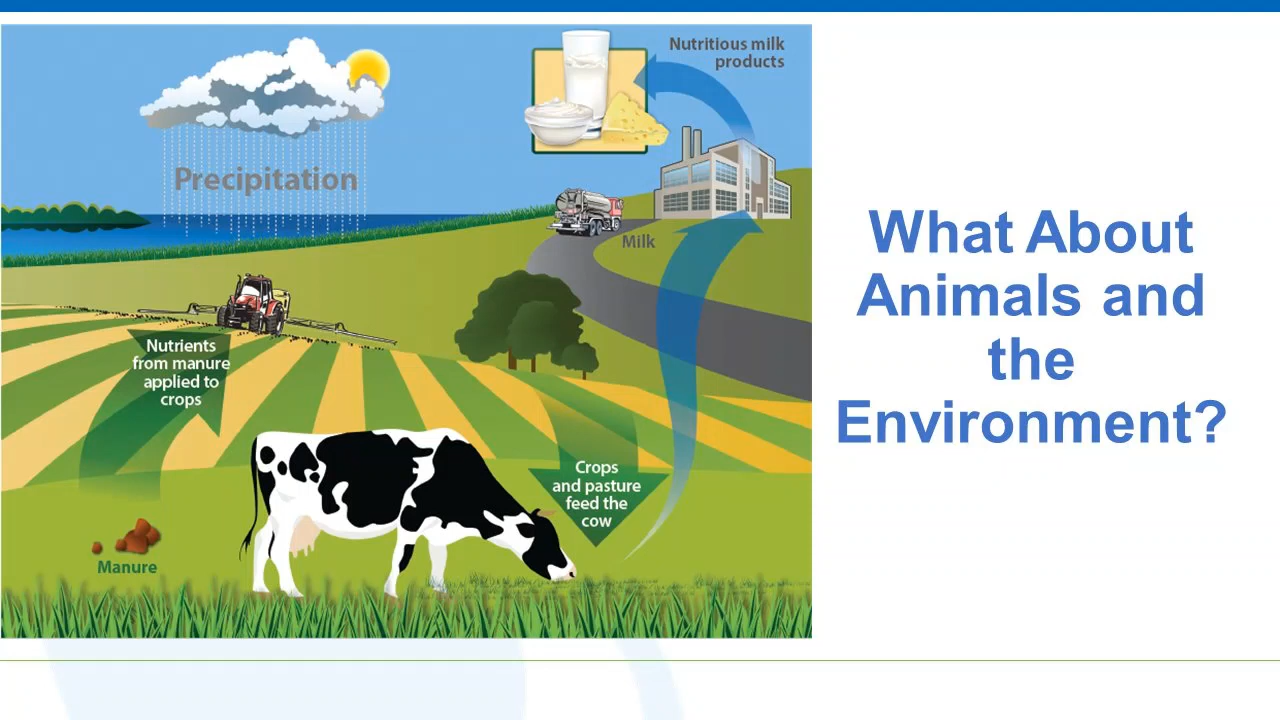 Nutritious milk
products
Precipitation
Milk
Nutrients
from manure
applied to
crops
Crops
and pasture
feed the
cow
Manure
What About
Animals and
the
Environment?